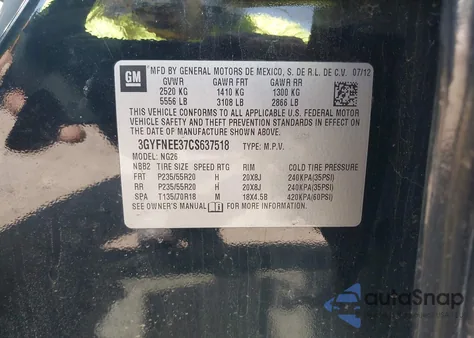 GM
MFD BY GENERAL MOTORS DE MEXICO, S. DE R.L. DE C.V. 07/12
GVWR GAWR FRT GAWR RR
2520 KG 1410 KG 1300 KG
5556 LB 3108 LB 2866 LB
THIS VEHICLE CONFORMS TO ALL APPLICABLE U.S. FEDERAL MOTOR
VEHICLE SAFETY AND THEFT PREVENTION STANDARDS IN EFFECT ON THE
DATE OF MANUFACTURE SHOWN ABOVE.
3GYFNEE37CS637518 TYPE: M.P.V.
MODEL: NG26
NBB2 TIRE SIZE SPEED RTG RIM COLD TIRE PRESSURE
FRT P235/55R20 H 20X8J 240KPA(35PSI)
RR P235/55R20 H 20X8J 240KPA(35PSI)
SPA T135/70R18 M 18X4.5B 420KPA(60PSI)
SEE OWNER'S MANUAL FOR MORE INFORMATION.
autoSnap